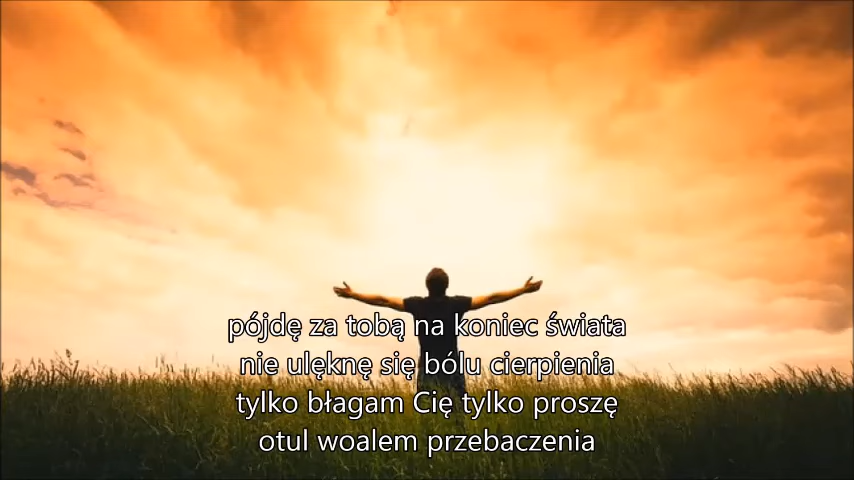 pójdę za tobą na koniec świata
nie ulęknę się bólu cierpienia
tylko błagam Cię tylko proszę
otul woalem przebaczenia